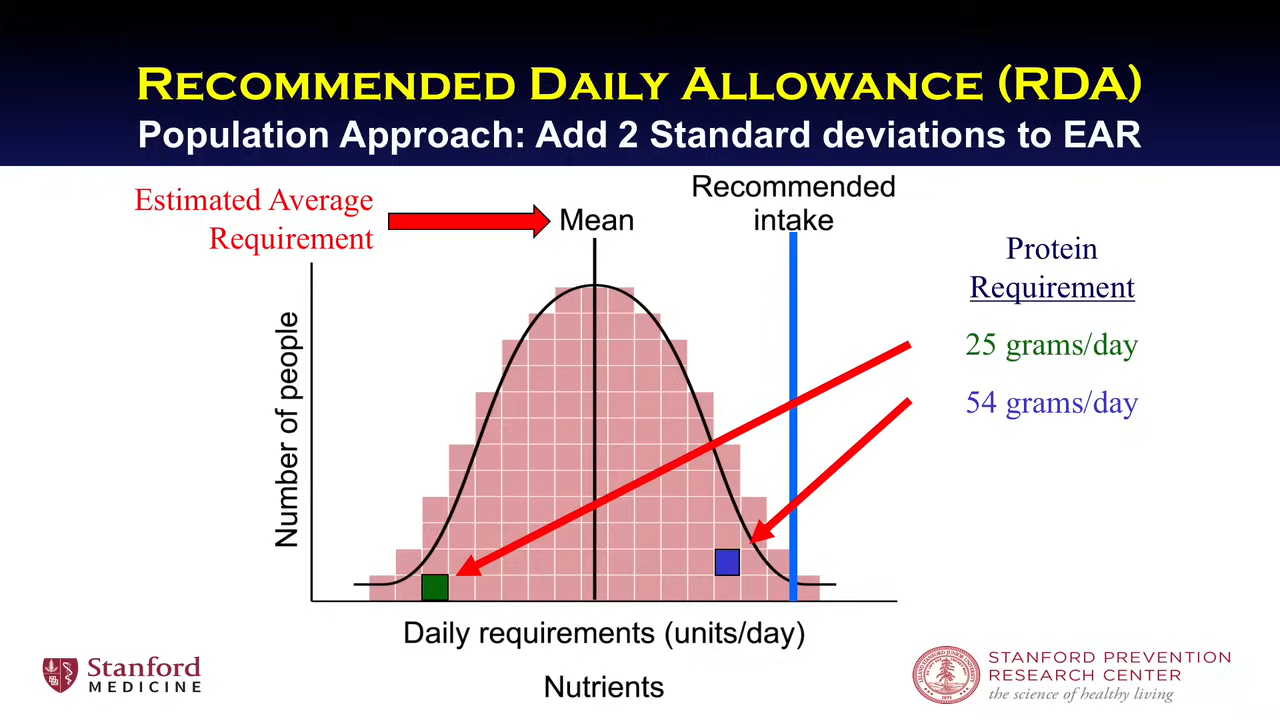 RECOMMENDED DAILY ALLOWANCE (RDA)
Population Approach: Add 2 Standard deviations to EAR
Estimated Average
Requirement
Mean
Recommended
intake
Protein
Requirement
25 grams/day
54 grams/day
Number of people
Daily requirements (units/day)
Nutrients
Stanford
MEDICINE
STANFORD PREVENTION
RESEARCH CENTER
the science of healthy living